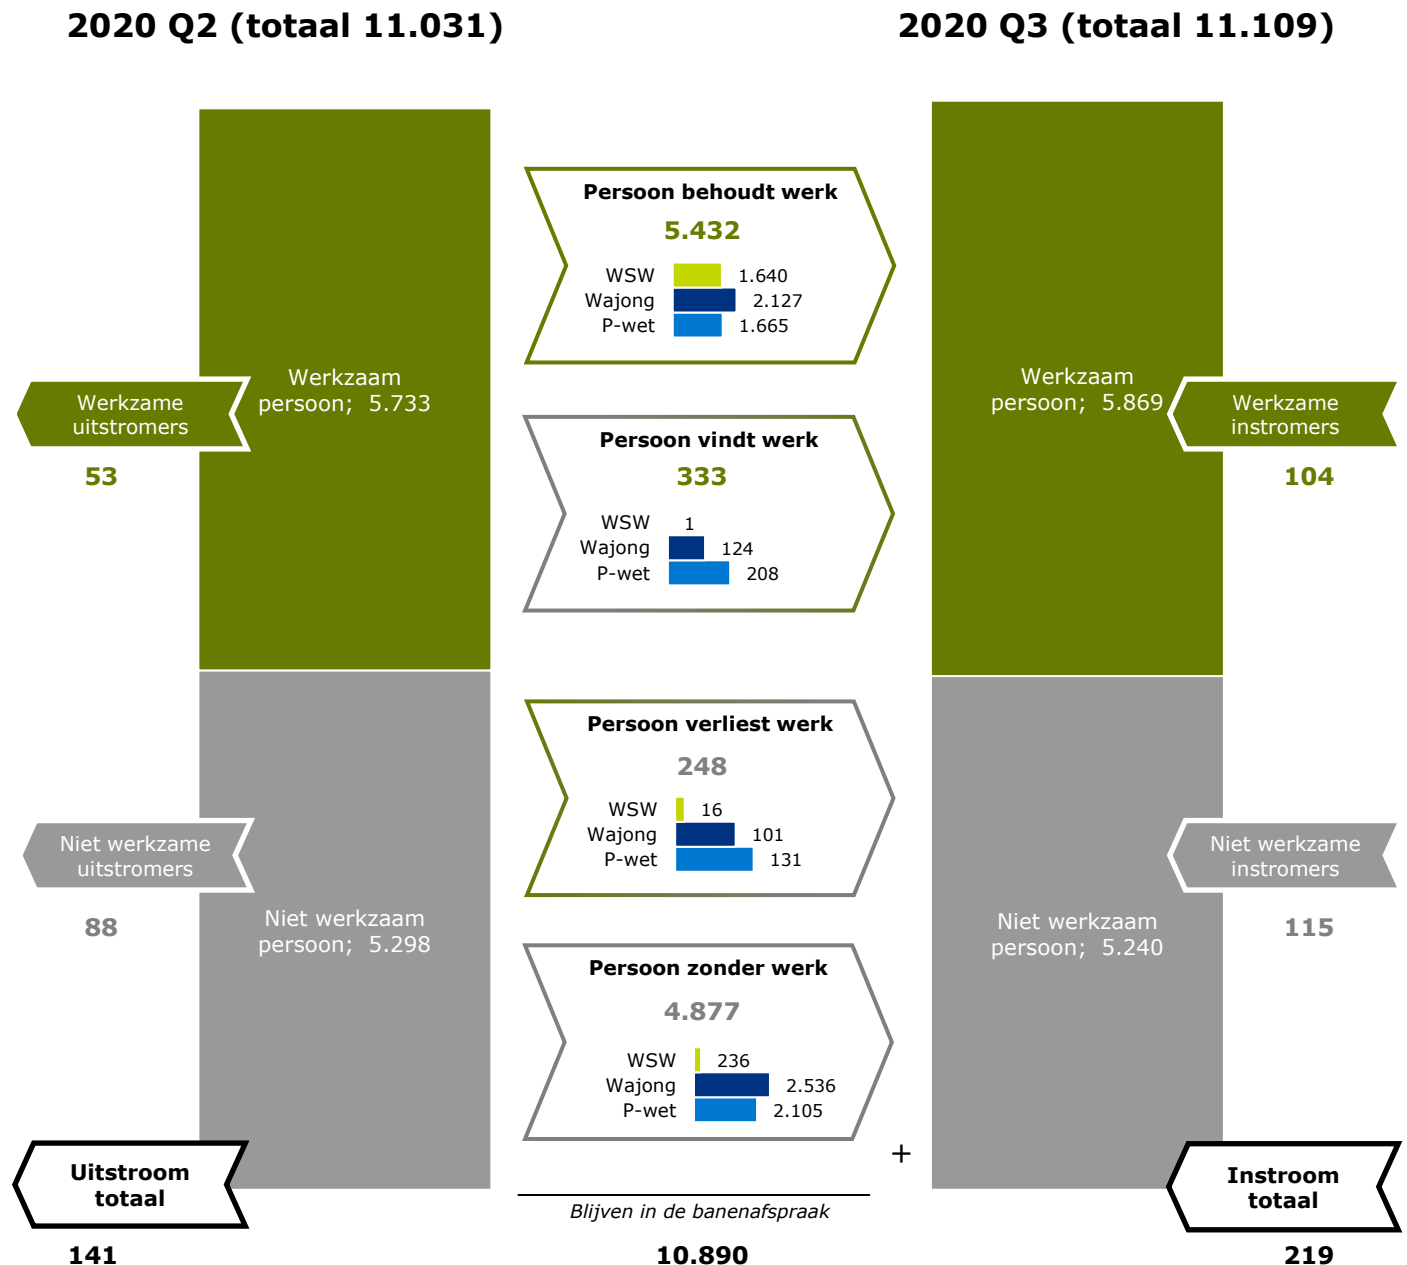 2020 Q2 (totaal 11.031)
2020 Q3 (totaal 11.109)
Werkzaam
persoon;  5.733
Werkzame
uitstromers
53
Niet werkzame
uitstromers
88
Niet werkzaam
persoon;  5.298
Uitstroom
totaal
141
Persoon behoudt werk
5.432
WSW 1.640
Wajong 2.127
P-wet 1.665
Persoon vindt werk
333
WSW 1
Wajong 124
P-wet 208
Persoon verliest werk
248
WSW 16
Wajong 101
P-wet 131
Persoon zonder werk
4.877
WSW 236
Wajong 2.536
P-wet 2.105
+
Blijven in de banenafspraak
10.890
Werkzaam
persoon;  5.869
Werkzame
instromers
104
Niet werkzame
instromers
115
Niet werkzaam
persoon;  5.240
Instroom
totaal
219